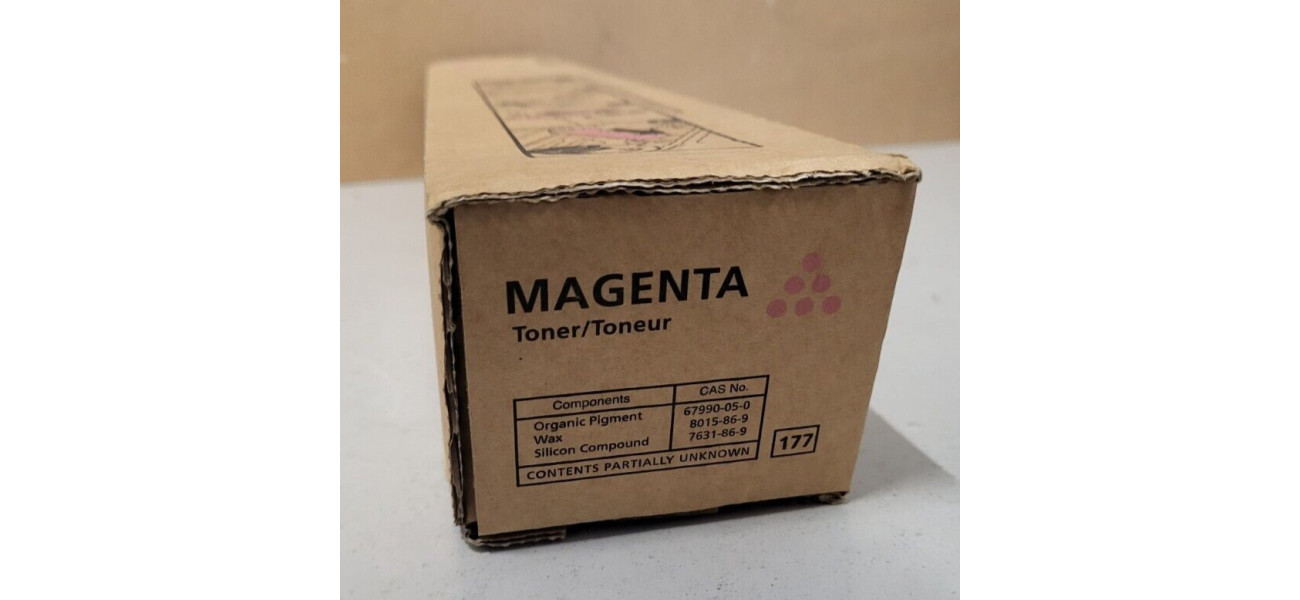 MAGENTA
Toner/Toneur
Components CAS No.
Organic Pigment 67990-05-0
Wax 8015-86-9
Silicon Compound 7631-86-9
CONTENTS PARTIALLY UNKNOWN
177